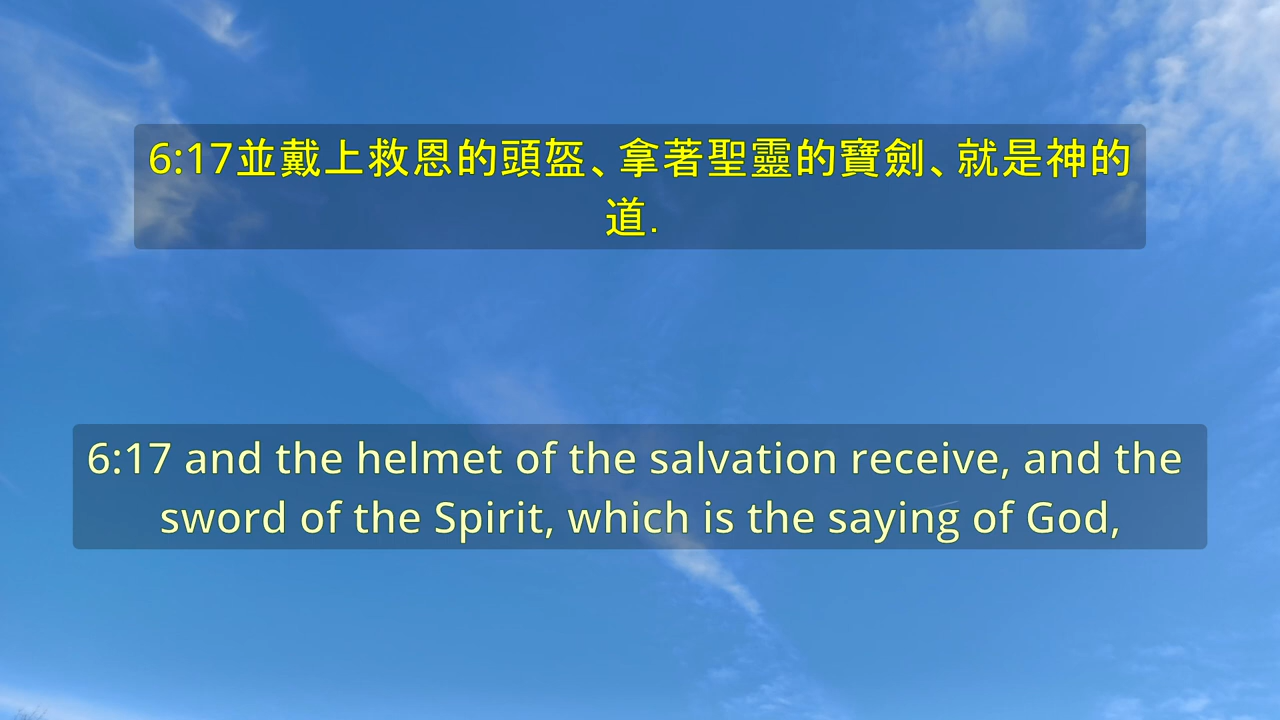 6:17並戴上救恩的頭盔、拿著聖靈的寶劍、就是神的
道.
6:17 and the helmet of the salvation receive, and the
sword of the Spirit, which is the saying of God,